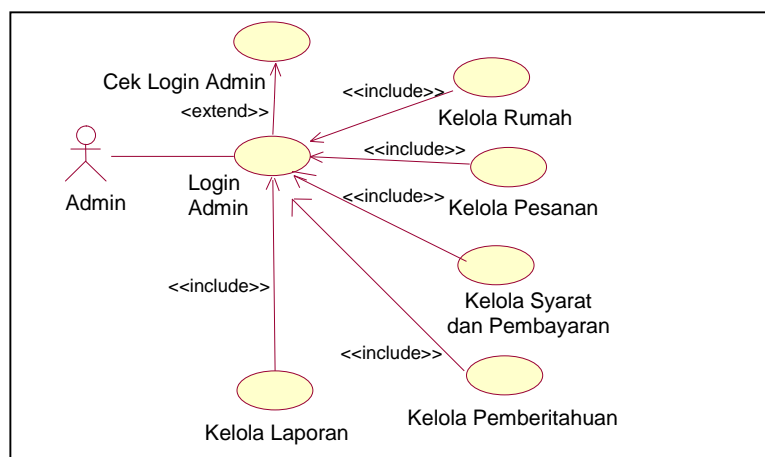 Cek Login Admin
<extend>>
<<include>>
Kelola Rumah
<<include>>
Admin
Login
Admin
Kelola Pesanan
<<include>>
Kelola Syarat
dan Pembayaran
<<include>>
<<include>>
Kelola Pemberitahuan
Kelola Laporan